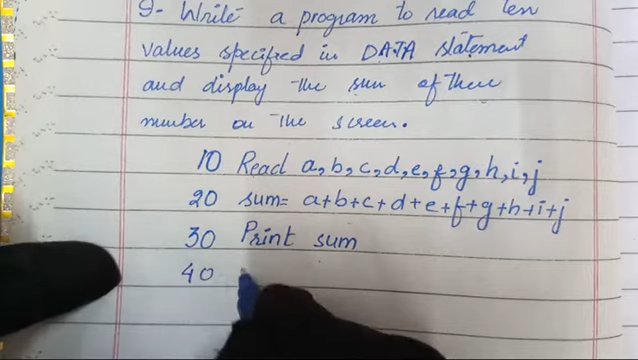 9- Write a program to read ten
values specified in DATA statement
and display the sum of these
number on the screen.
10 Read a,b,c,d,e,f,g,h,i,j
20 sum= a+b+c+d+e+f+g+h+i+j
30 Print sum
40